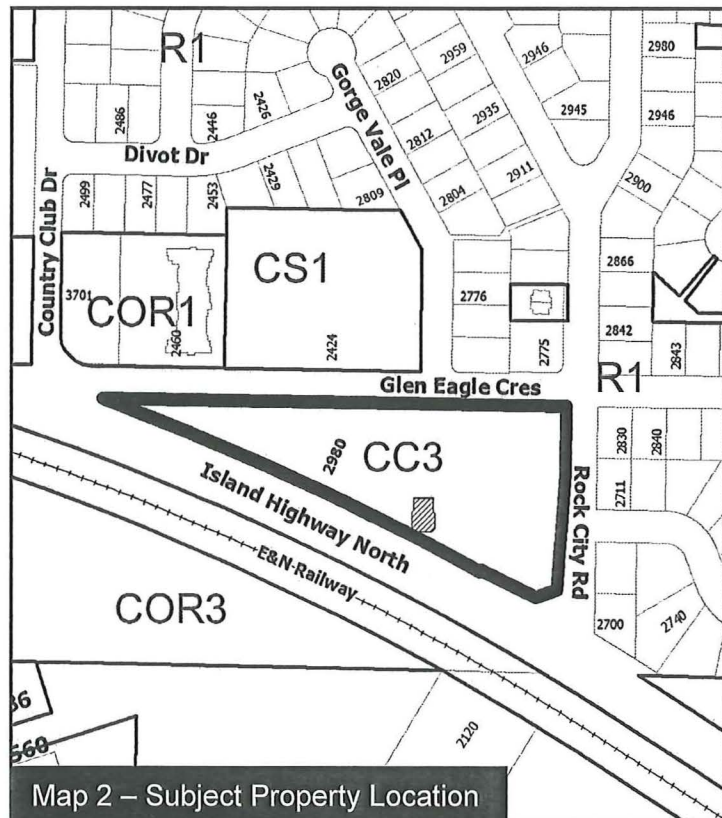 R1
2486
2446
2426
Divot Dr
Gorge Vale Pl
2820
2959
2812
2935
2804
2911
2946
2945
2980
2946
2900
2866
2842
2843
Country Club Dr
2499
2477
2453
2429
2809
3701
COR1
2460
CS1
2424
2776
2775
R1
Glen Eagle Cres
2980
CC3
Island Highway North
Rock City Rd
2830
2840
2711
2700
2740
E&N Railway
COR3
36
560
2120
Map 2 – Subject Property Location